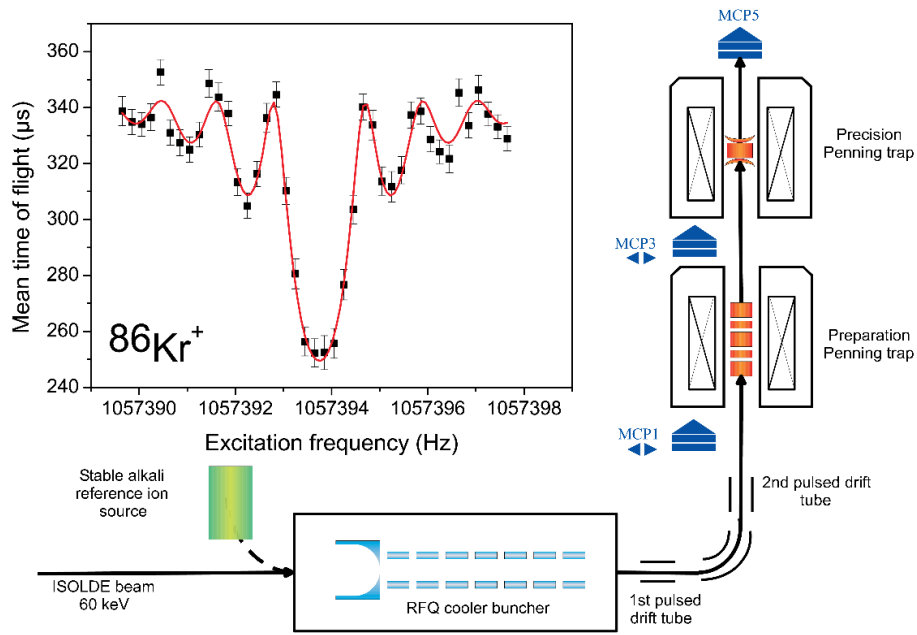 MCP5
360
340
320
300
280
260
240
Mean time of flight (µs)
86Kr+
1057390
1057392
1057394
1057396
1057398
Excitation frequency (Hz)
Precision
Penning trap
MCP3
Preparation
Penning trap
MCP1
2nd pulsed drift
tube
Stable alkali
reference ion
source
ISOLDE beam
60 keV
RFQ cooler buncher
1st pulsed
drift tube